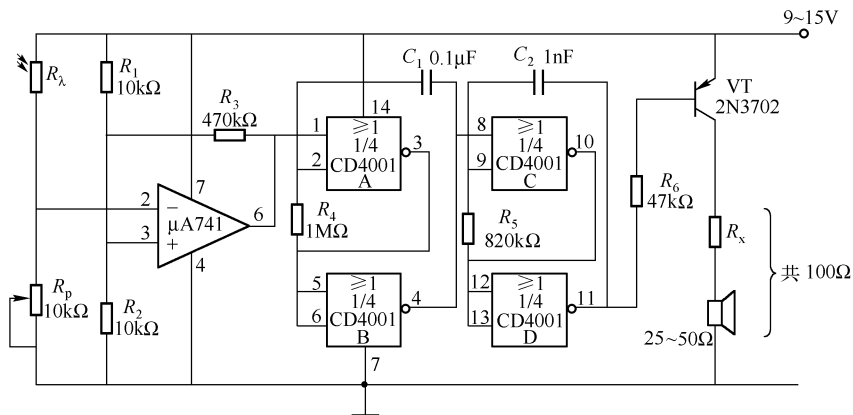 9~15V
Rλ
R1
10kΩ
R3
470kΩ
C1 0.1μF
C2 1nF
VT
2N3702
14
1
2
≥1
1/4
CD4001
A
3
8
9
≥1
1/4
CD4001
C
10
2
3
−
+
μA741
7
6
4
R4
1MΩ
R5
820kΩ
R6
47kΩ
Rx
共 100Ω
Rp
10kΩ
R2
10kΩ
5
6
≥1
1/4
CD4001
B
4
7
12
13
≥1
1/4
CD4001
D
11
25~50Ω